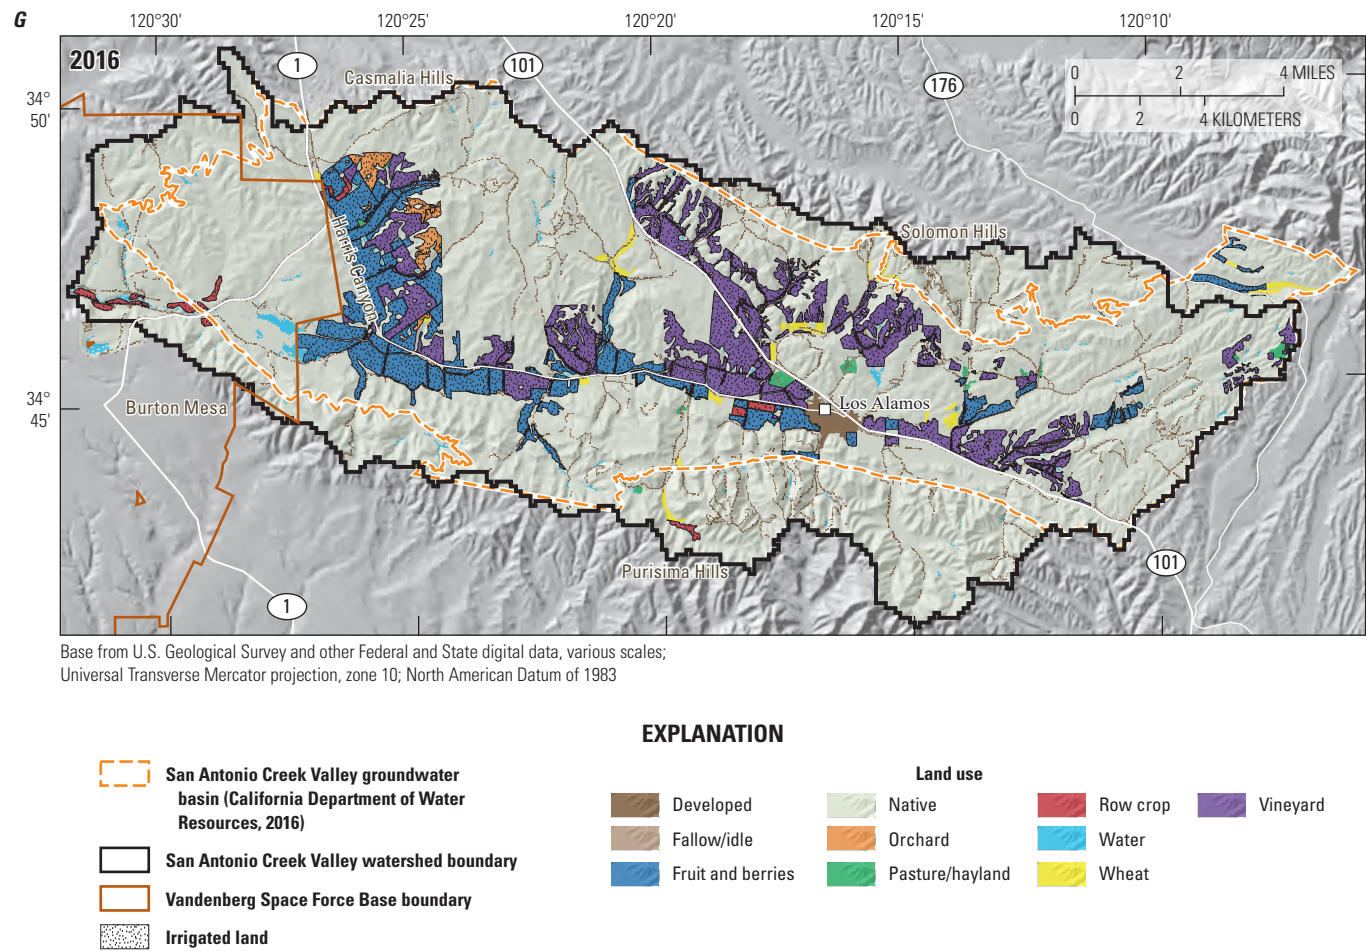 G
120°30' 120°25' 120°20' 120°15' 120°10'
2016
1
Casmalia Hills
101
176
0 2 4 MILES
0 2 4 KILOMETERS
34°
50'
Harris Canyon
Solomon Hills
34°
45'
Burton Mesa
Los Alamos
Purisima Hills
101
1
Base from U.S. Geological Survey and other Federal and State digital data, various scales;
Universal Transverse Mercator projection, zone 10; North American Datum of 1983
EXPLANATION
San Antonio Creek Valley groundwater
basin (California Department of Water
Resources, 2016)
San Antonio Creek Valley watershed boundary
Vandenberg Space Force Base boundary
Irrigated land
Land use
Developed
Fallow/idle
Fruit and berries
Native
Orchard
Pasture/hayland
Row crop
Water
Wheat
Vineyard